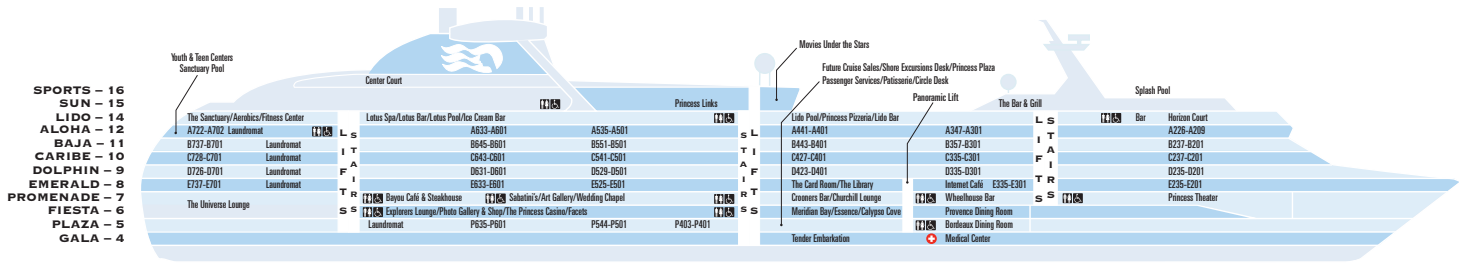 Movies Under the Stars
Youth & Teen Centers
Sanctuary Pool
Future Cruise Sales/Shore Excursions Desk/Princess Plaza
Passenger Services/Patisserie/Circle Desk
Center Court
Panoramic Lift
Splash Pool
SPORTS – 16
SUN – 15
Princess Links
The Bar & Grill
LIDO – 14
The Sanctuary/Aerobics/Fitness Center
Lotus Spa/Lotus Bar/Lotus Pool/Ice Cream Bar
Lido Pool/Princess Pizzeria/Lido Bar
Bar
Horizon Court
ALOHA – 12
A722-A702 Laundromat
A633-A601
A535-A501
A441-A401
A347-A301
A226-A209
BAJA – 11
B737-B701
Laundromat
B645-B601
B551-B501
B443-B401
B357-B301
B237-B201
CARIBE – 10
C728-C701
Laundromat
C643-C601
C541-C501
C427-C401
C335-C301
C237-C201
DOLPHIN – 9
D726-D701
Laundromat
D631-D601
D529-D501
D423-D401
D335-D301
D235-D201
EMERALD – 8
E737-E701
Laundromat
E633-E601
E525-E501
The Card Room/The Library
Internet Café E335-E301
E235-E201
PROMENADE – 7
The Universe Lounge
Bayou Café & Steakhouse
Sabatini's/Art Gallery/Wedding Chapel
Crooners Bar/Churchill Lounge
Wheelhouse Bar
Princess Theater
FIESTA – 6
Explorers Lounge/Photo Gallery & Shop/The Princess Casino/Facets
Meridian Bay/Essence/Calypso Cove
Provence Dining Room
PLAZA – 5
Laundromat
P635-P601
P544-P501
P403-P401
Bordeaux Dining Room
GALA – 4
Tender Embarkation
Medical Center
LIFTS
STAIRS
STAIRS
LIFTS
LIFTS
STAIRS